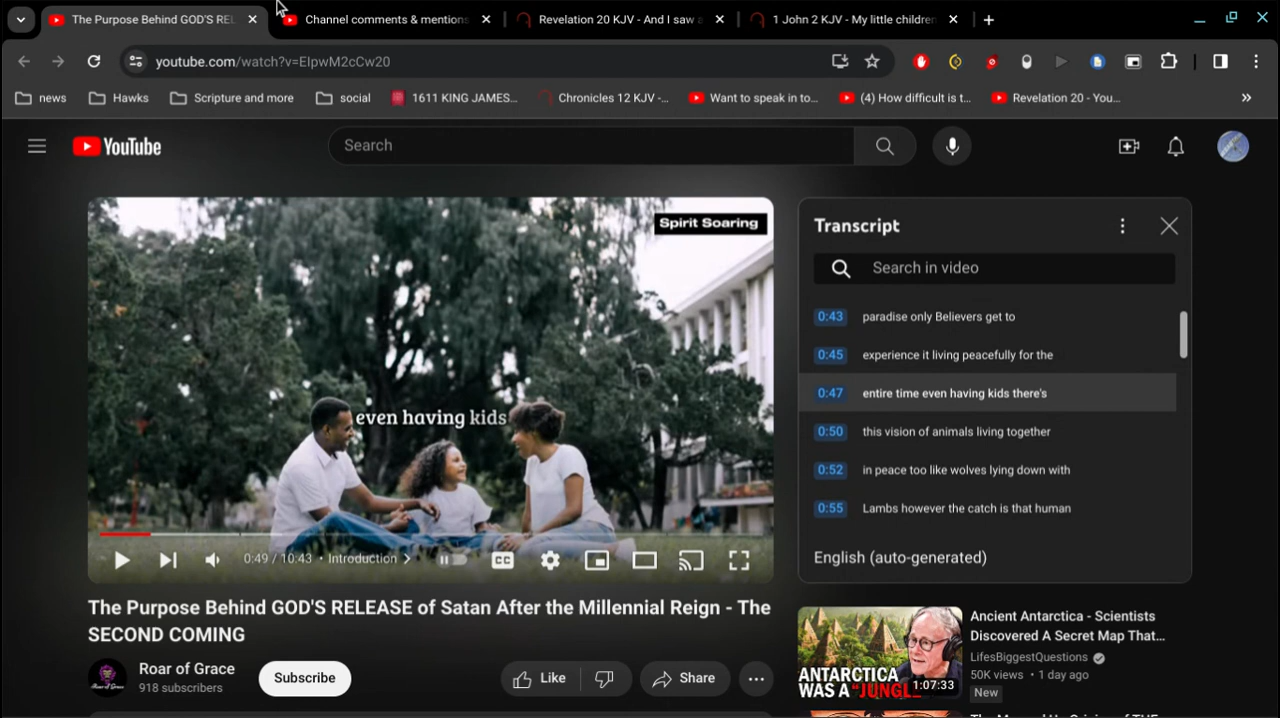 The Purpose Behind GOD'S REL
Channel comments & mentions
Revelation 20 KJV - And I saw a
1 John 2 KJV - My little children
youtube.com/watch?v=EIpwM2cCw20
news
Hawks
Scripture and more
social
1611 KING JAMES...
Chronicles 12 KJV -...
Want to speak in to...
(4) How difficult is t...
Revelation 20 - You...
YouTube
Search
Spirit Soaring
even having kids
0:49 / 10:43 • Introduction
CC
Transcript
Search in video
0:43 paradise only Believers get to
0:45 experience it living peacefully for the
0:47 entire time even having kids there's
0:50 this vision of animals living together
0:52 in peace too like wolves lying down with
0:55 Lambs however the catch is that human
English (auto-generated)
The Purpose Behind GOD'S RELEASE of Satan After the Millennial Reign - The
SECOND COMING
Roar of Grace
918 subscribers
Subscribe
Like
Share
ANTARCTICA
WAS A "JUNGLE
1:07:33
Ancient Antarctica - Scientists
Discovered A Secret Map That...
LifesBiggestQuestions
50K views • 1 day ago
New